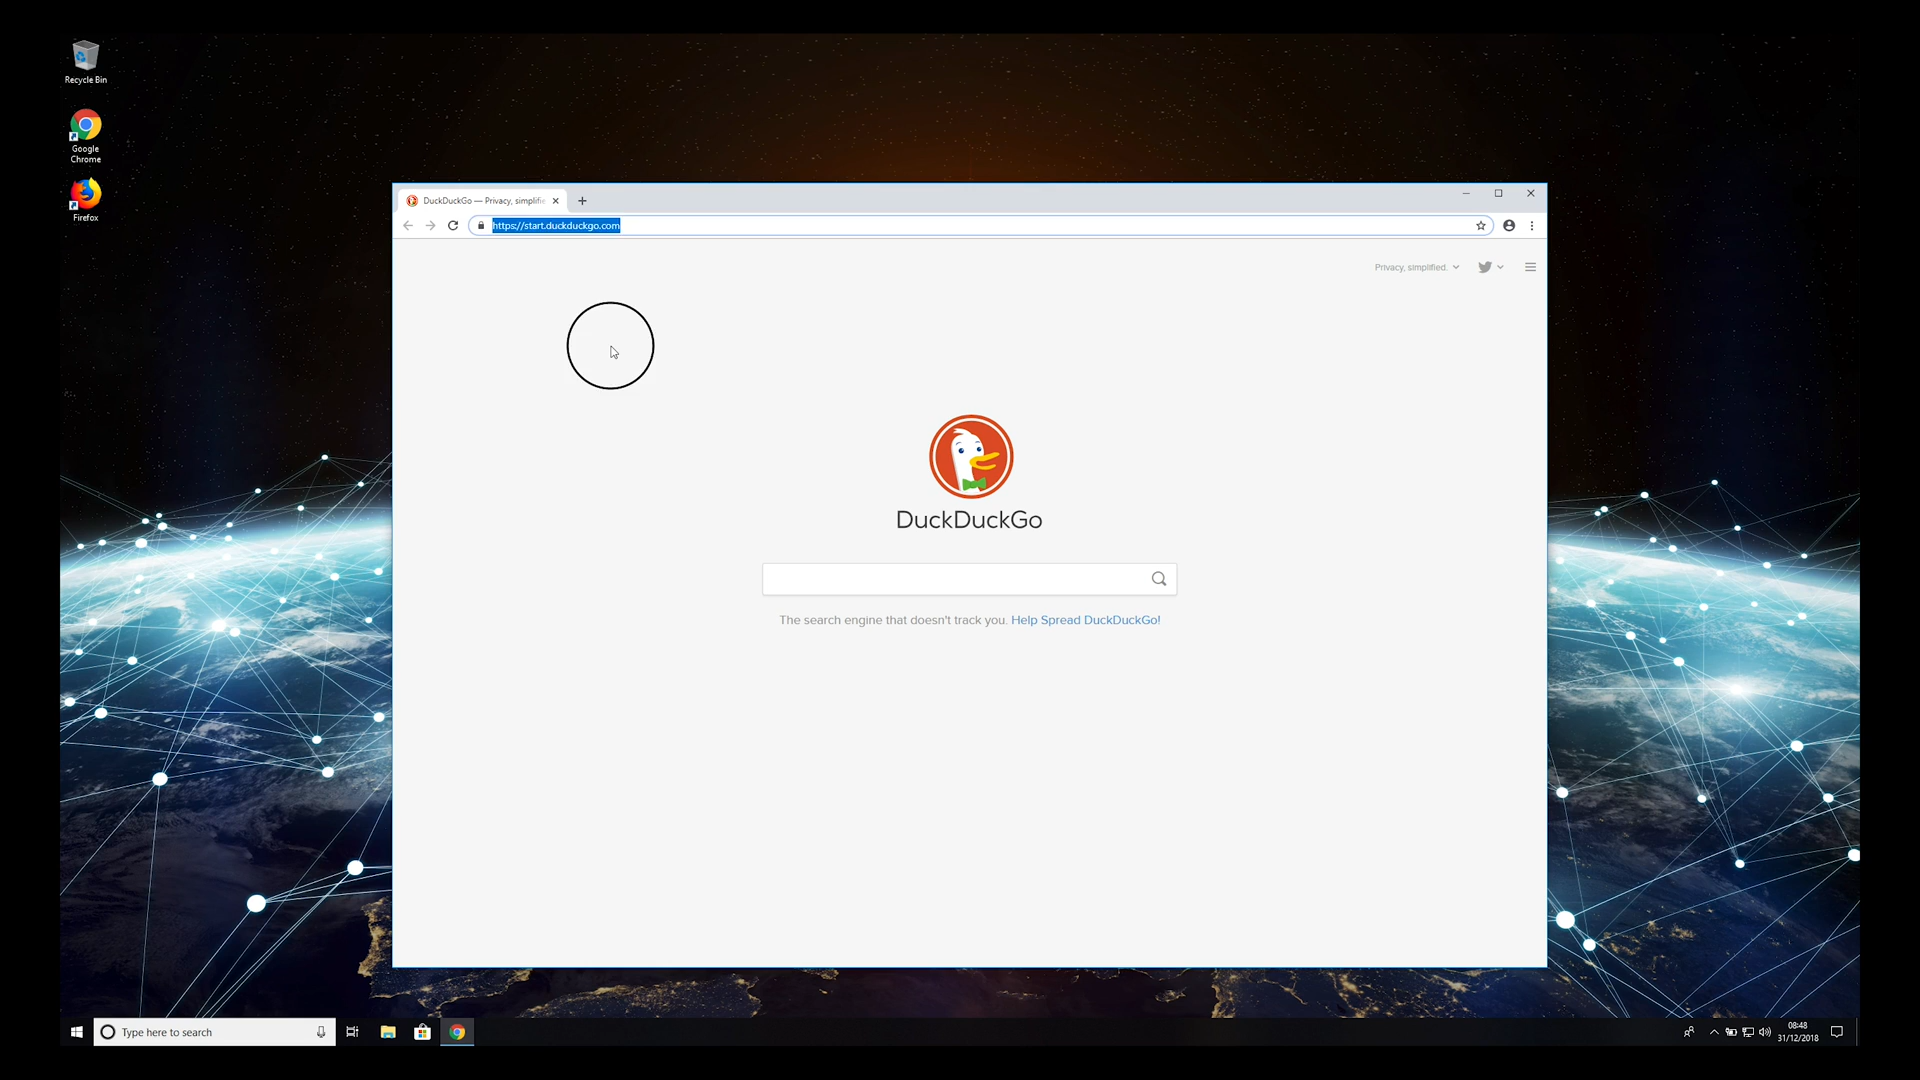 Recycle Bin
Google
Chrome
Firefox
DuckDuckGo — Privacy, simplifie
https://start.duckduckgo.com
Privacy, simplified.
DuckDuckGo
The search engine that doesn't track you. Help Spread DuckDuckGo!
Type here to search
08:48
31/12/2018